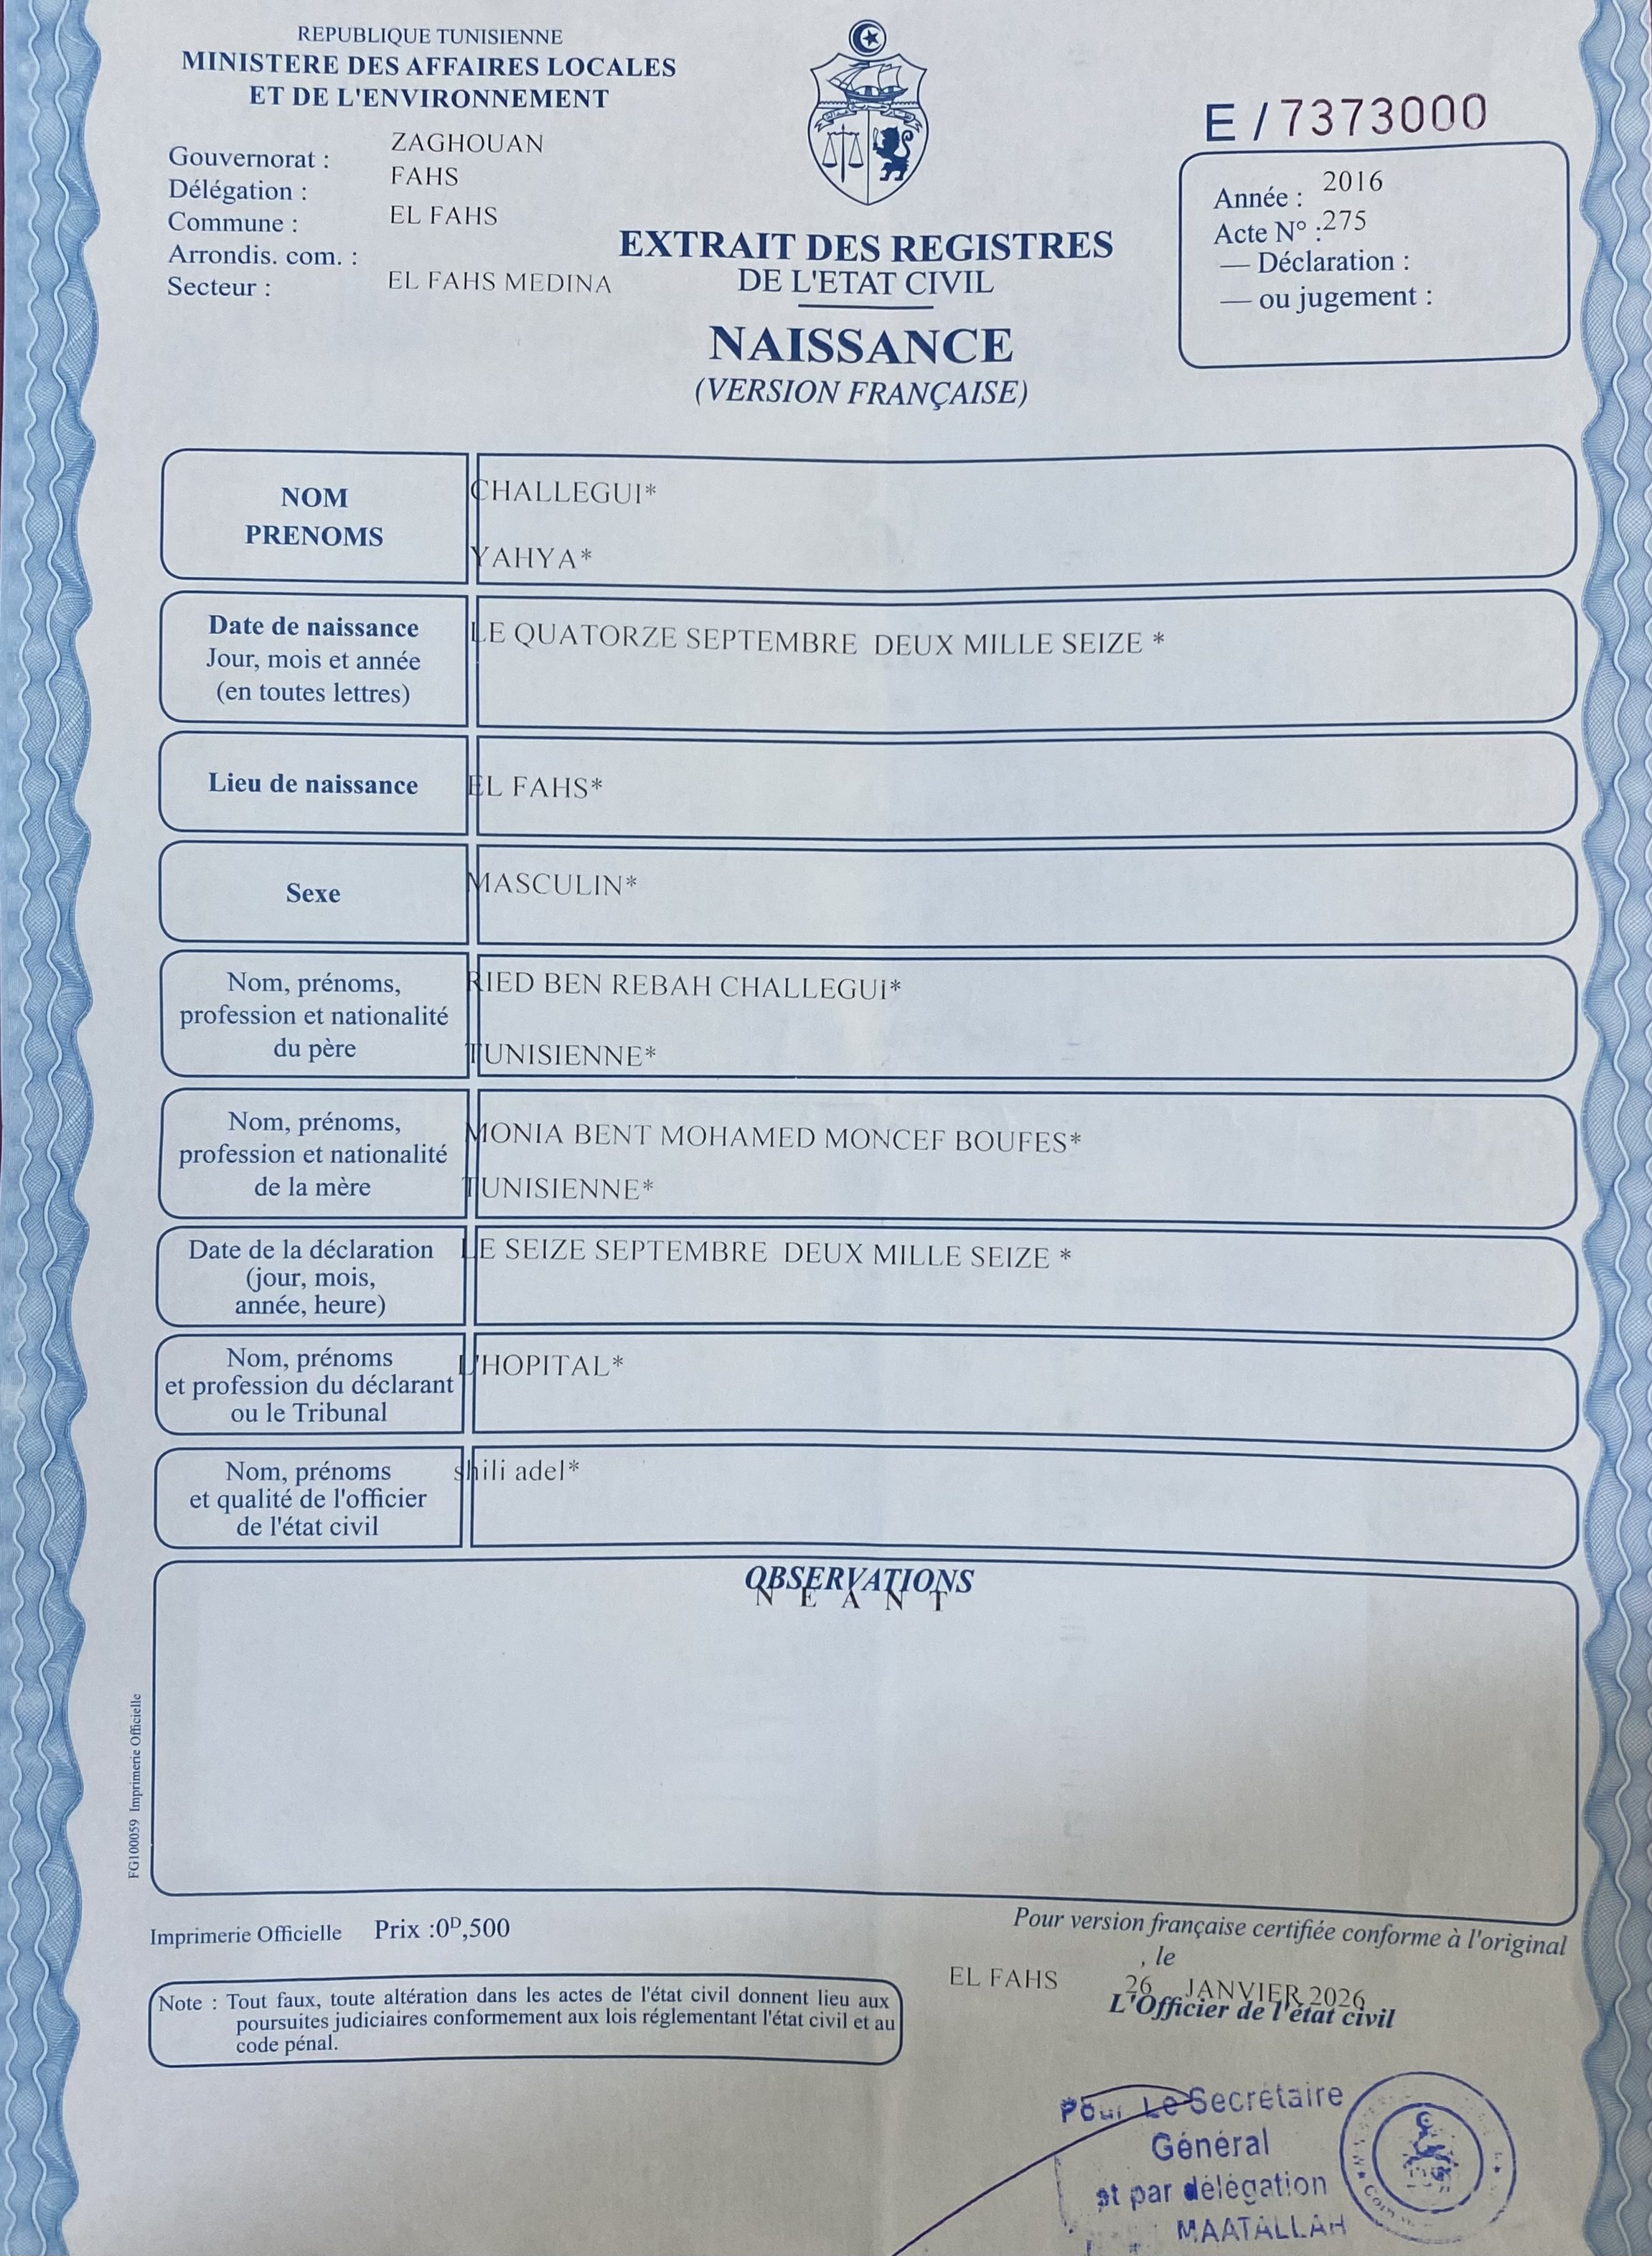 REPUBLIQUE TUNISIENNE
MINISTERE DES AFFAIRES LOCALES
ET DE L'ENVIRONNEMENT
Gouvernorat : ZAGHOUAN
Délégation : FAHS
Commune : EL FAHS
Arrondis. com. :
Secteur : EL FAHS MEDINA
E / 7373000
Année : 2016
Acte N° : 275
— Déclaration :
— ou jugement :
EXTRAIT DES REGISTRES
DE L'ETAT CIVIL
NAISSANCE
(VERSION FRANÇAISE)
NOM
PRENOMS
CHALLEGUI*
YAHYA*
Date de naissance
Jour, mois et année
(en toutes lettres)
LE QUATORZE SEPTEMBRE DEUX MILLE SEIZE *
Lieu de naissance
EL FAHS*
Sexe
MASCULIN*
Nom, prénoms,
profession et nationalité
du père
RIED BEN REBAH CHALLEGUi*
TUNISIENNE*
Nom, prénoms,
profession et nationalité
de la mère
MONIA BENT MOHAMED MONCEF BOUFES*
TUNISIENNE*
Date de la déclaration
(jour, mois,
année, heure)
LE SEIZE SEPTEMBRE DEUX MILLE SEIZE *
Nom, prénoms
et profession du déclarant
ou le Tribunal
L'HOPITAL*
Nom, prénoms
et qualité de l'officier
de l'état civil
shili adel*
OBSERVATIONS
N E A N T
FG100059 Imprimerie Officielle
Imprimerie Officielle Prix :0ᴰ,500
Pour version française certifiée conforme à l'original
, le
EL FAHS 26 JANVIER 2026
L'Officier de l'état civil
Note : Tout faux, toute altération dans les actes de l'état civil donnent lieu aux
poursuites judiciaires conformement aux lois réglementant l'état civil et au
code pénal.
Pour Le Secrétaire
Général
et par délégation
MAATALLAH